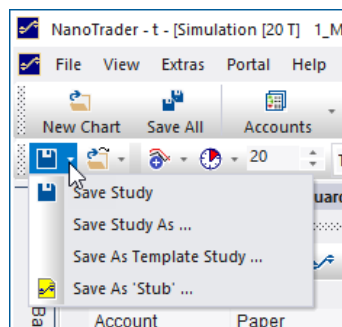 NanoTrader - t - [Simulation [20 T] 1_M
File View Extras Portal Help
New Chart Save All Accounts
20
Save Study
Save Study As ...
Save As Template Study ...
Save As 'Stub' ...
Ba
Account Paper